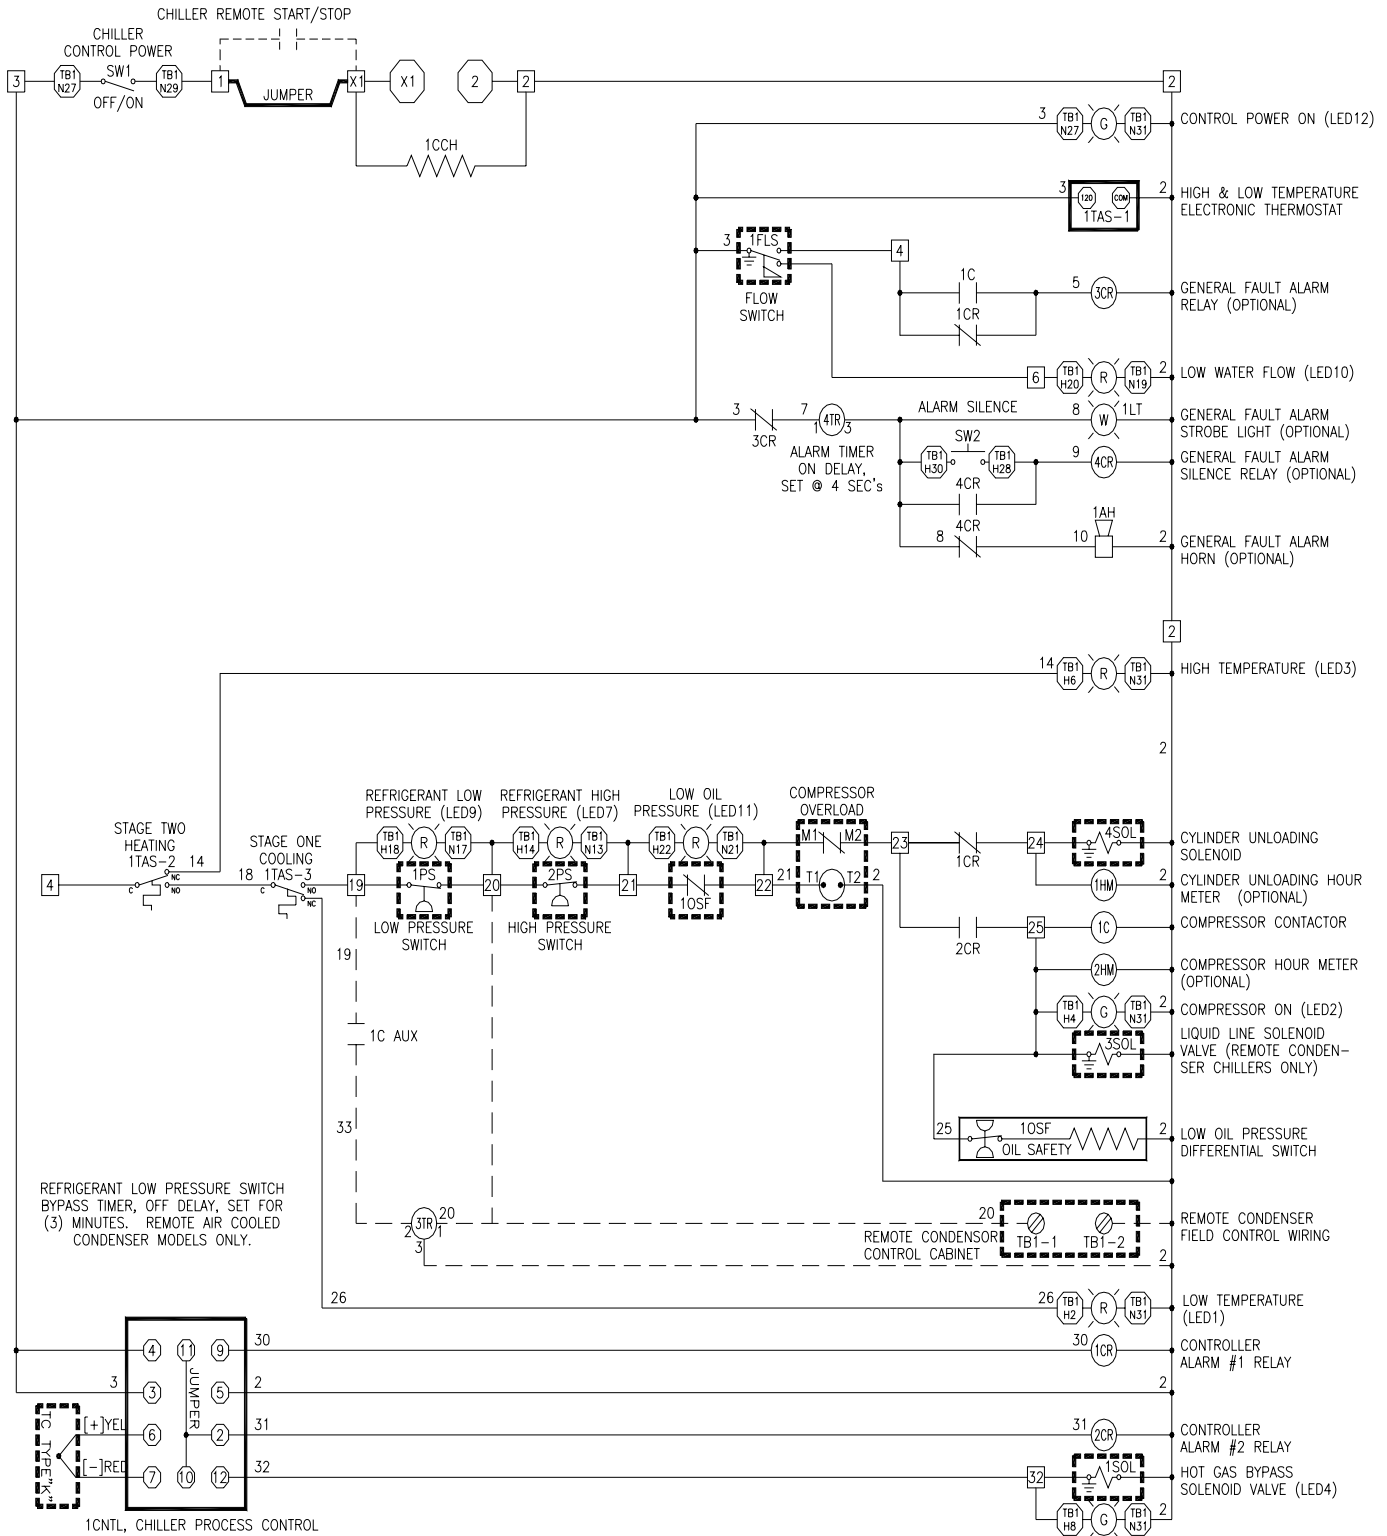 CHILLER REMOTE START/STOP
CHILLER
CONTROL POWER
3
TB1
N27
SW1
OFF/ON
TB1
N29
1
JUMPER
X1
X1
2
2
2
1CCH
3
TB1
N27
G
TB1
N31
CONTROL POWER ON (LED12)
3
120
COM
1TAS-1
2
HIGH & LOW TEMPERATURE
ELECTRONIC THERMOSTAT
3
1FLS
FLOW
SWITCH
4
1C
1CR
5
3CR
GENERAL FAULT ALARM
RELAY (OPTIONAL)
6
TB1
H20
R
TB1
N19
2
LOW WATER FLOW (LED10)
3
3CR
7
1
4TR
3
ALARM TIMER
ON DELAY,
SET @ 4 SEC's
ALARM SILENCE
8
W
1LT
GENERAL FAULT ALARM
STROBE LIGHT (OPTIONAL)
TB1
H30
SW2
TB1
H28
9
4CR
GENERAL FAULT ALARM
SILENCE RELAY (OPTIONAL)
4CR
8
4CR
10
1AH
2
GENERAL FAULT ALARM
HORN (OPTIONAL)
2
14
TB1
H6
R
TB1
N31
HIGH TEMPERATURE (LED3)
2
REFRIGERANT LOW
PRESSURE (LED9)
REFRIGERANT HIGH
PRESSURE (LED7)
LOW OIL
PRESSURE (LED11)
COMPRESSOR
OVERLOAD
STAGE TWO
HEATING
1TAS-2
14
STAGE ONE
COOLING
1TAS-3
TB1
H18
R
TB1
N17
TB1
H14
R
TB1
N13
TB1
H22
R
TB1
N21
M1
M2
23
1CR
24
4SOL
CYLINDER UNLOADING
SOLENOID
4
C
NC
NO
18
C
NO
NC
19
1PS
LOW PRESSURE
SWITCH
20
2PS
HIGH PRESSURE
SWITCH
21
10SF
22
21
T1
T2
2
1HM
2
CYLINDER UNLOADING HOUR
METER (OPTIONAL)
2CR
25
1C
COMPRESSOR CONTACTOR
19
2HM
COMPRESSOR HOUR METER
(OPTIONAL)
TB1
H4
G
TB1
N31
2
COMPRESSOR ON (LED2)
1C AUX
3SOL
LIQUID LINE SOLENOID
VALVE (REMOTE CONDEN-
SER CHILLERS ONLY)
33
25
10SF
OIL SAFETY
2
LOW OIL PRESSURE
DIFFERENTIAL SWITCH
REFRIGERANT LOW PRESSURE SWITCH
BYPASS TIMER, OFF DELAY, SET FOR
(3) MINUTES. REMOTE AIR COOLED
CONDENSER MODELS ONLY.
2
3TR
20
1
3
REMOTE CONDENSOR
CONTROL CABINET
20
TB1-1
TB1-2
REMOTE CONDENSER
FIELD CONTROL WIRING
2
26
26
TB1
H2
R
TB1
N31
LOW TEMPERATURE
(LED1)
4
11
9
30
30
1CR
CONTROLLER
ALARM #1 RELAY
3
3
JUMPER
5
2
2
TC TYPE"K"
[+]YEL
6
2
31
31
2CR
CONTROLLER
ALARM #2 RELAY
[-]RED
7
10
12
32
32
1SOL
HOT GAS BYPASS
SOLENOID VALVE (LED4)
TB1
H8
G
TB1
N31
2
1CNTL, CHILLER PROCESS CONTROL